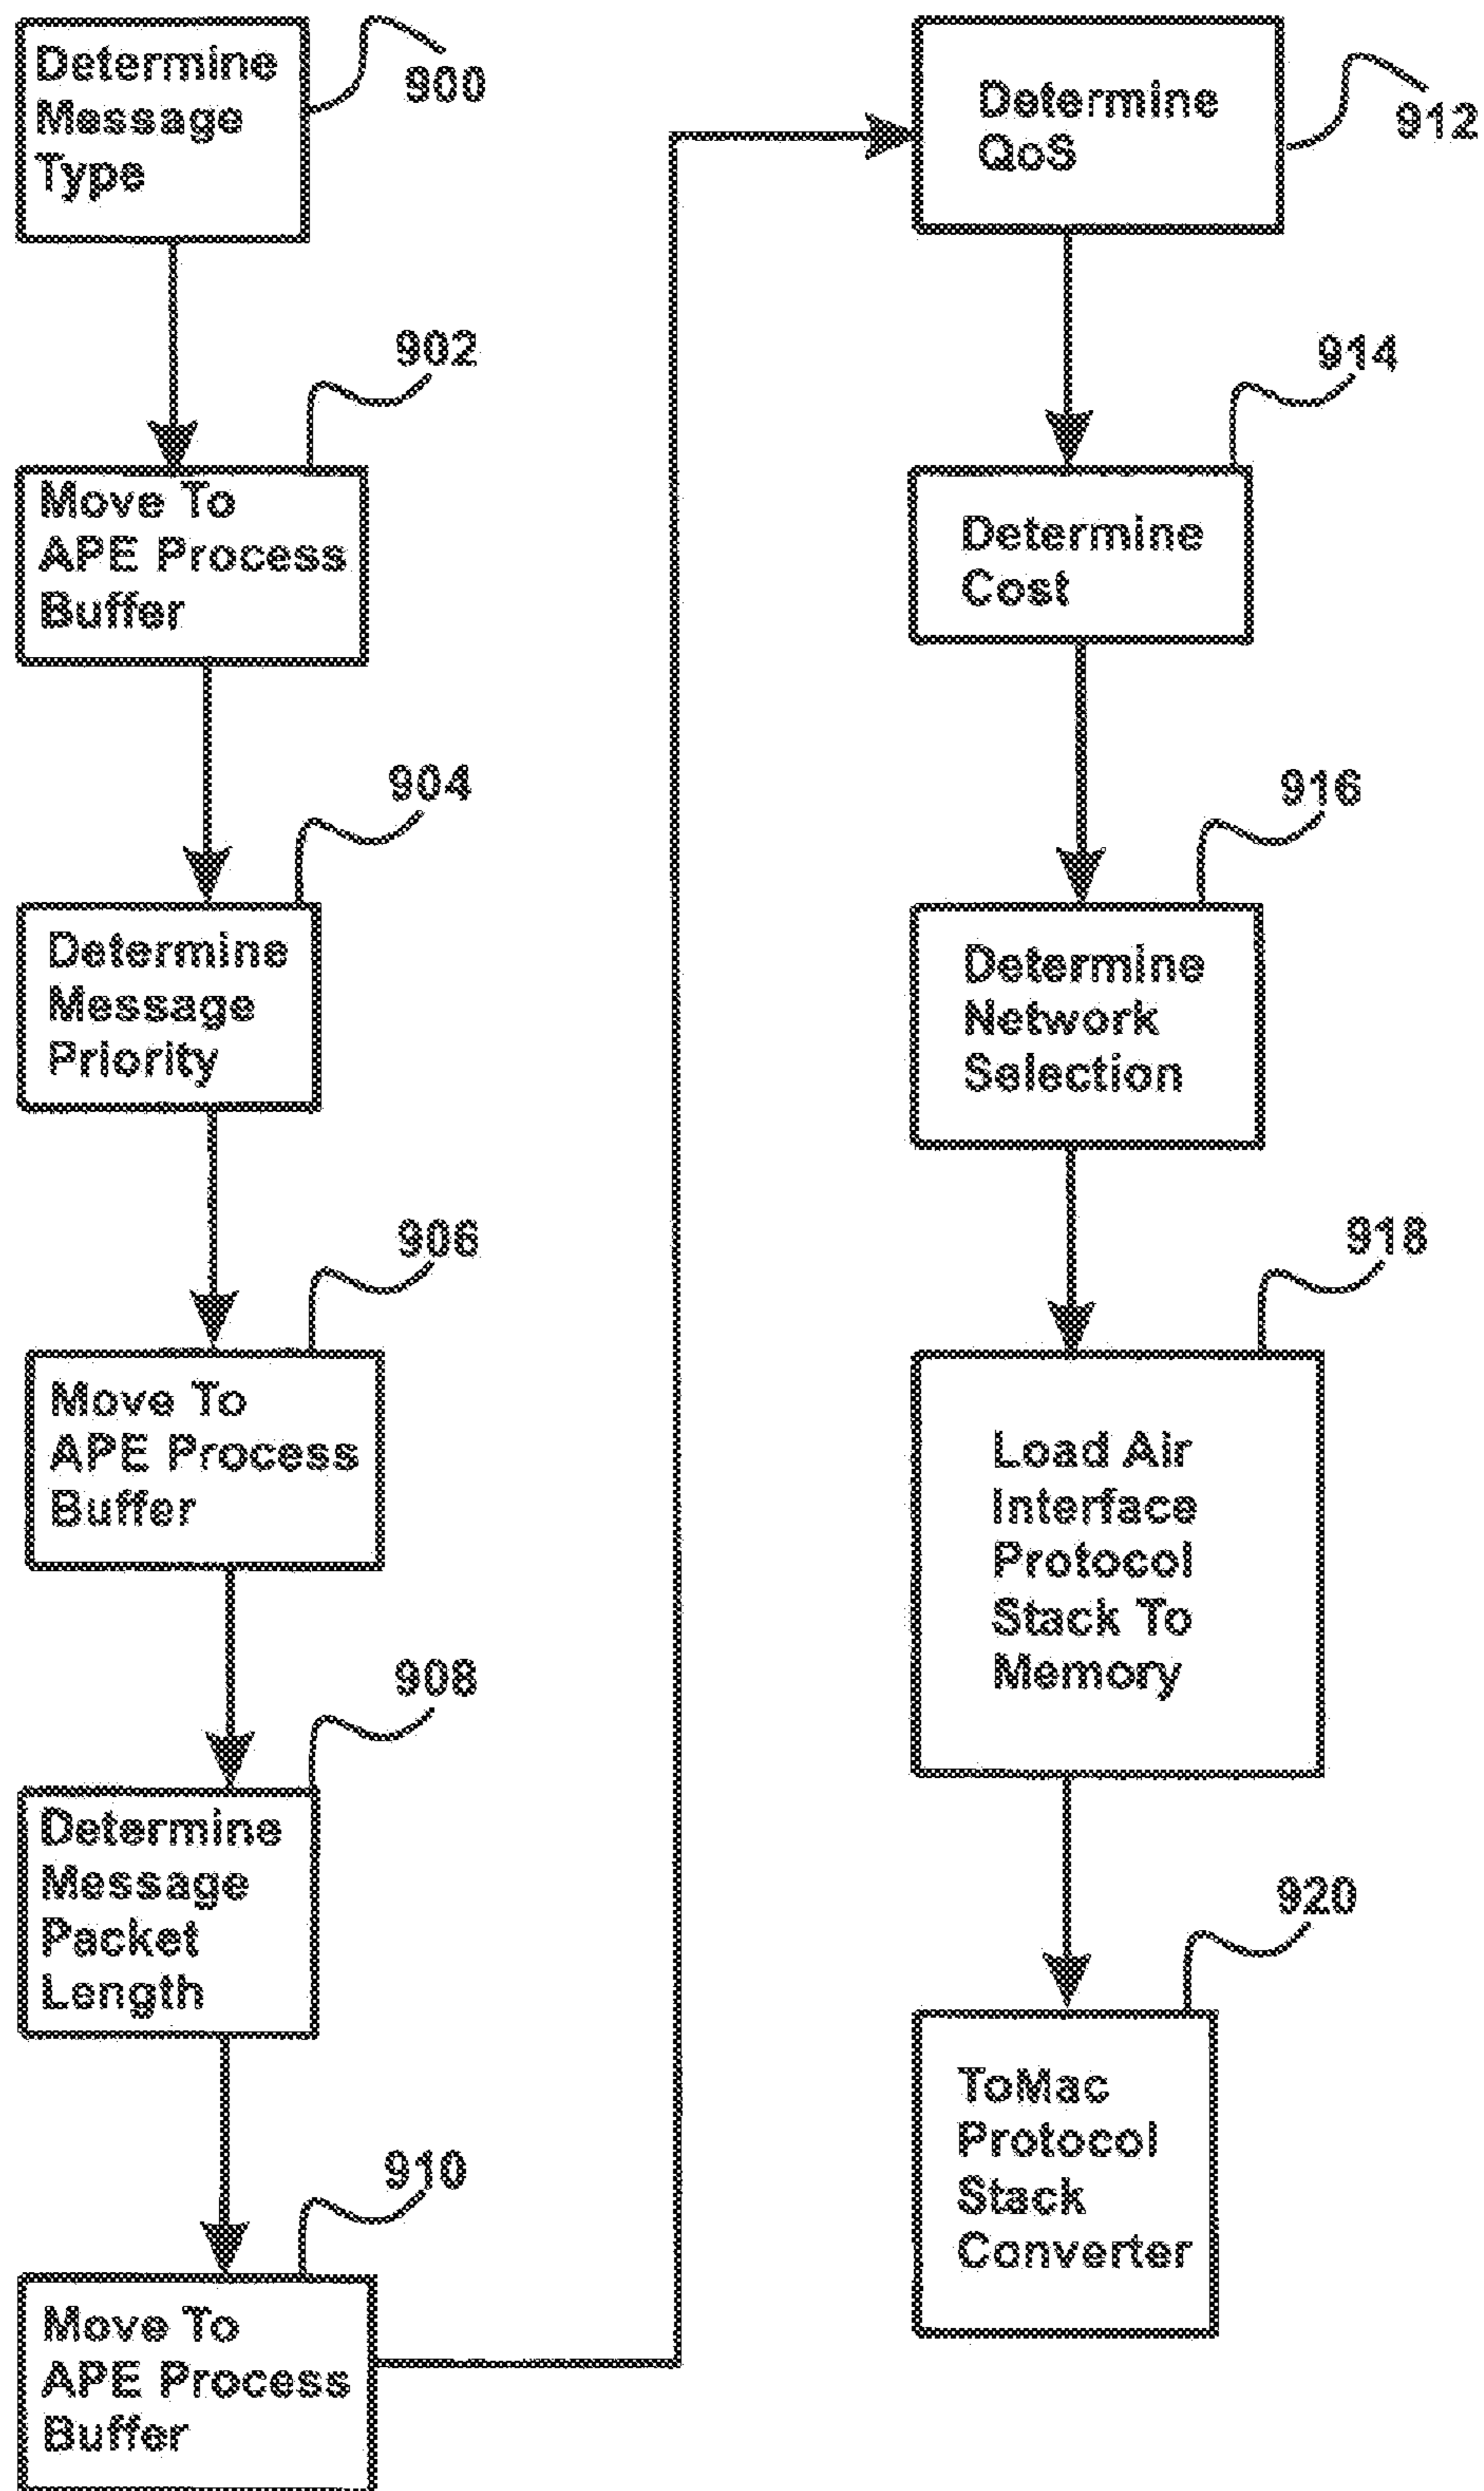 Determine
Message
Type
900
902
Move To
APE Process
Buffer
904
Determine
Message
Priority
906
Move To
APE Process
Buffer
908
Determine
Message
Packet
Length
910
Move To
APE Process
Buffer
Determine
QoS
912
914
Determine
Cost
916
Determine
Network
Selection
918
Load Air
Interface
Protocol
Stack To
Memory
920
ToMac
Protocol
Stack
Converter